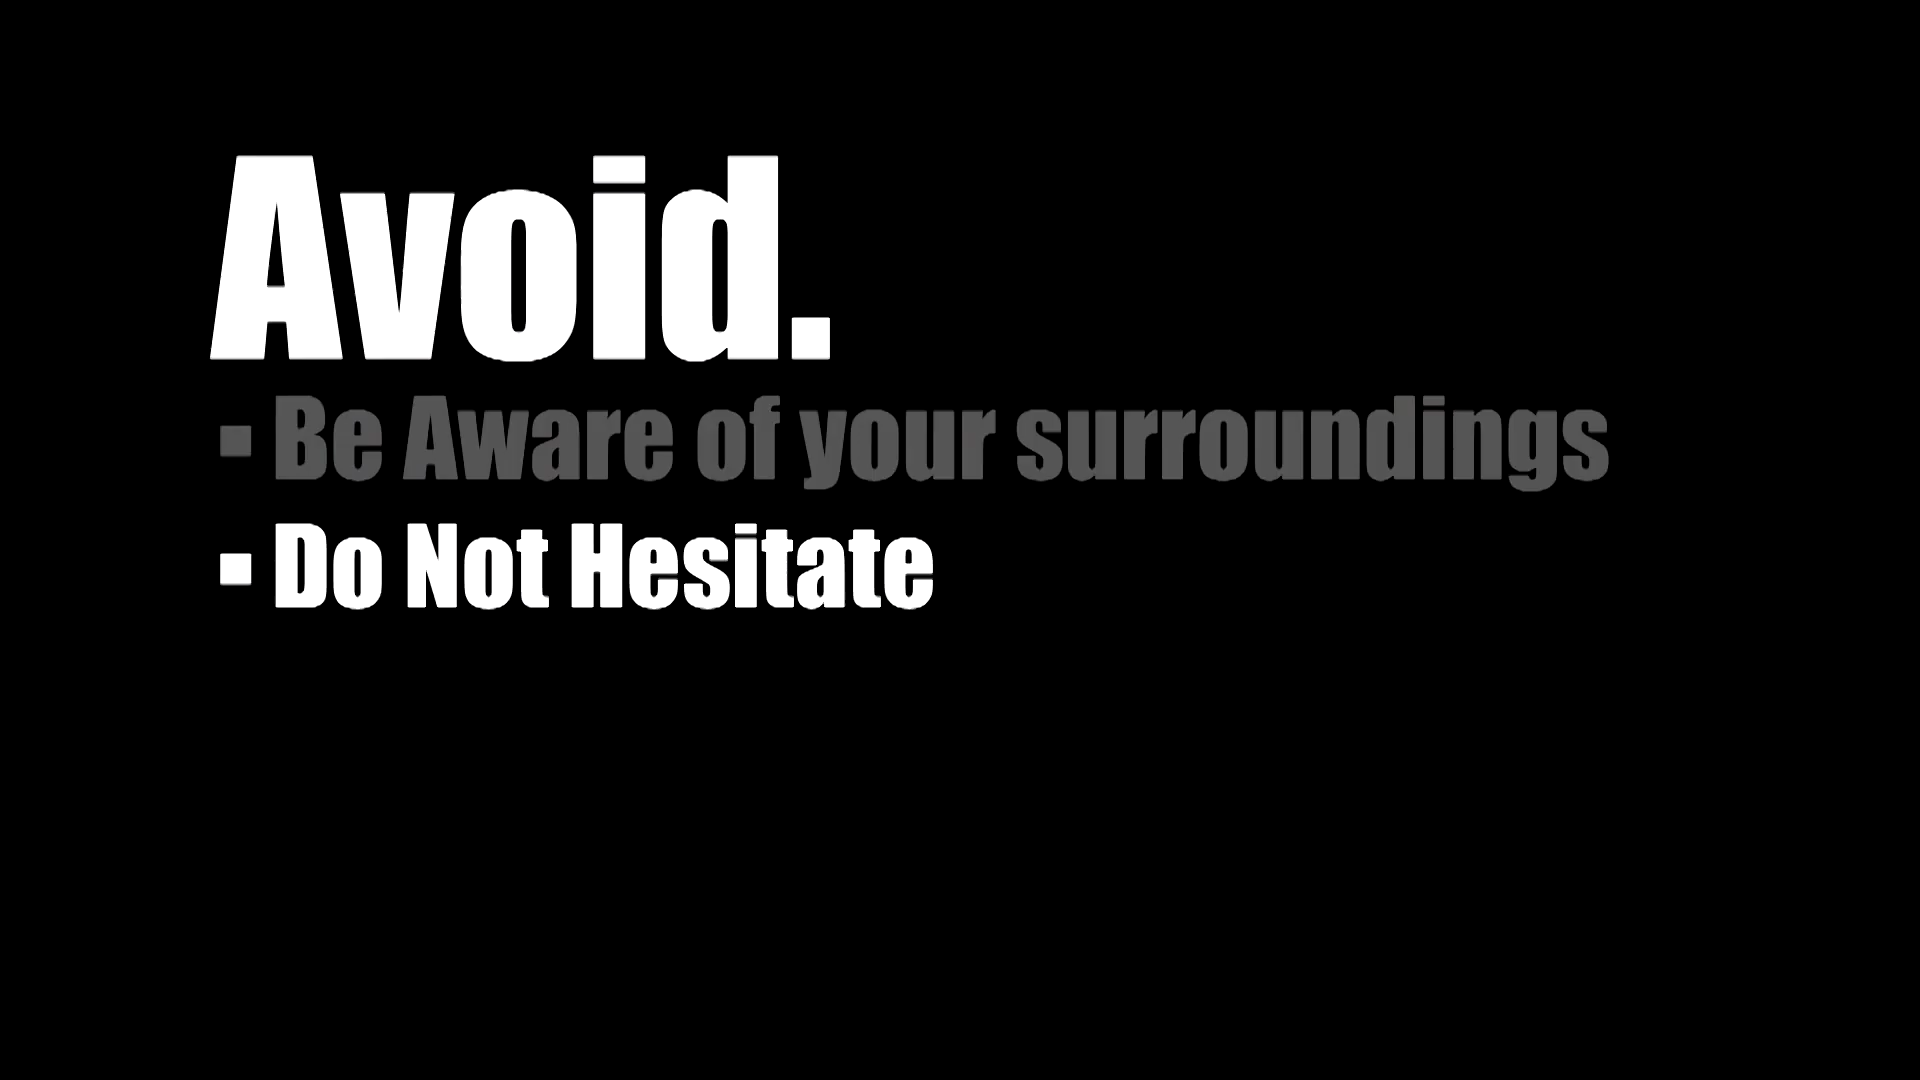 Avoid.
▪ Be Aware of your surroundings
▪ Do Not Hesitate